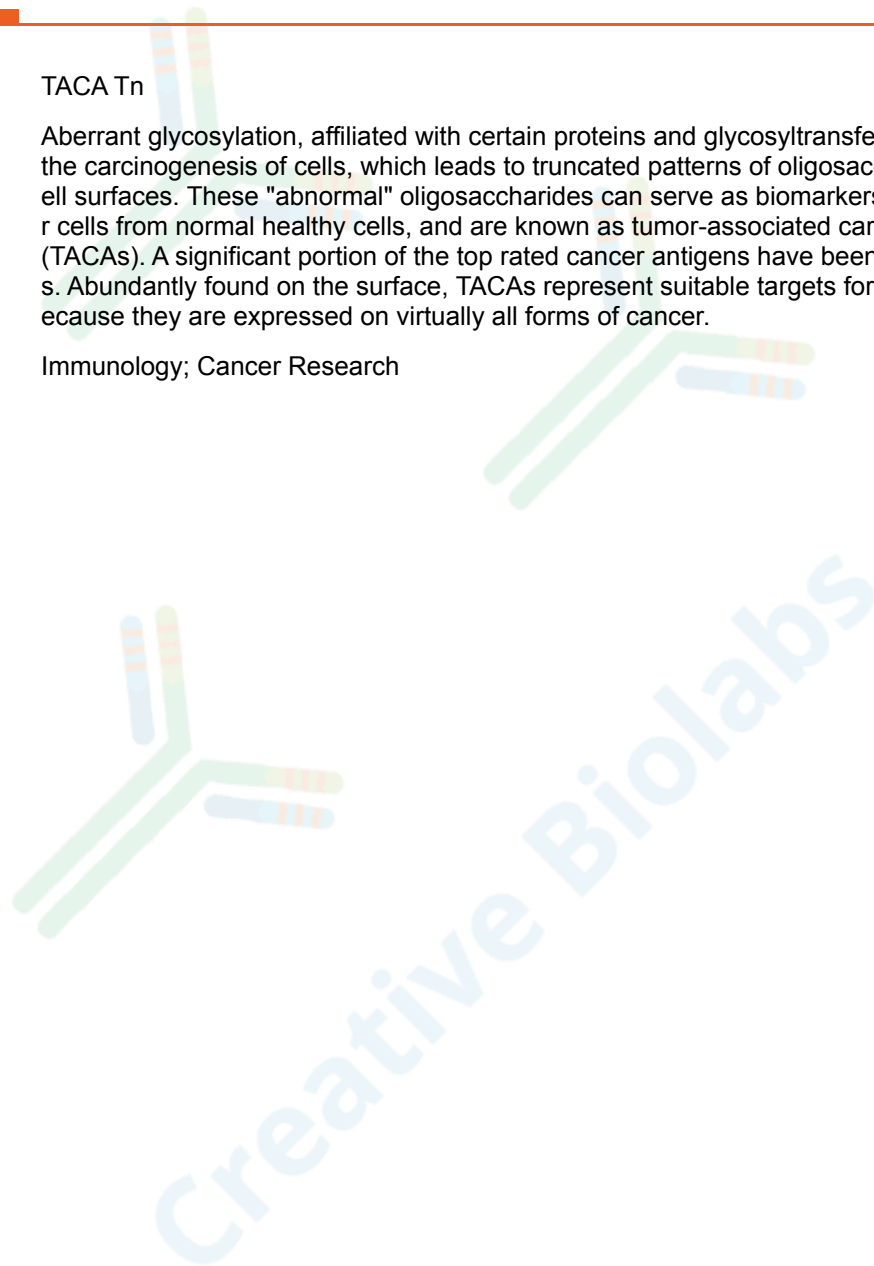 TACA Tn
Aberrant glycosylation, affiliated with certain proteins and glycosyltransfe
the carcinogenesis of cells, which leads to truncated patterns of oligosac
ell surfaces. These "abnormal" oligosaccharides can serve as biomarkers
r cells from normal healthy cells, and are known as tumor-associated car
(TACAs). A significant portion of the top rated cancer antigens have been
s. Abundantly found on the surface, TACAs represent suitable targets for
ecause they are expressed on virtually all forms of cancer.
Immunology; Cancer Research
Creative Biolabs